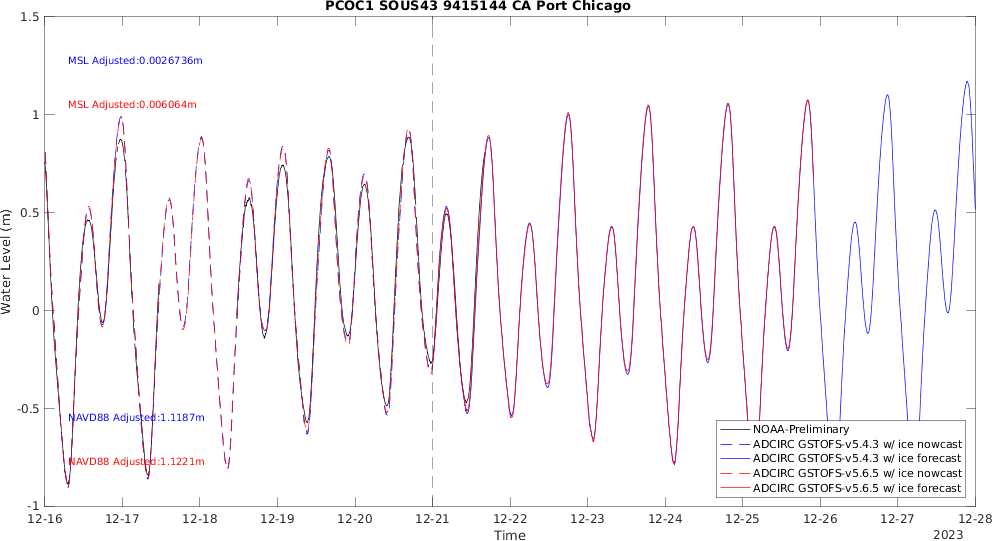 PCOC1 SOUS43 9415144 CA Port Chicago
1.5
1
0.5
0
-0.5
-1
Water Level (m)
MSL Adjusted:0.0026736m
MSL Adjusted:0.006064m
NAVD88 Adjusted:1.1187m
NAVD88 Adjusted:1.1221m
NOAA-Preliminary
ADCIRC GSTOFS-v5.4.3 w/ ice nowcast
ADCIRC GSTOFS-v5.4.3 w/ ice forecast
ADCIRC GSTOFS-v5.6.5 w/ ice nowcast
ADCIRC GSTOFS-v5.6.5 w/ ice forecast
12-16 12-17 12-18 12-19 12-20 12-21 12-22 12-23 12-24 12-25 12-26 12-27 12-28
Time
2023